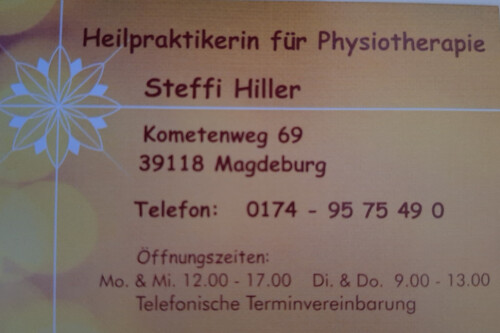 Heilpraktikerin für Physiotherapie
Steffi Hiller
Kometenweg 69
39118 Magdeburg
Telefon: 0174 - 95 75 49 0
Öffnungszeiten:
Mo. & Mi. 12.00 - 17.00 Di. & Do. 9.00 - 13.00
Telefonische Terminvereinbarung